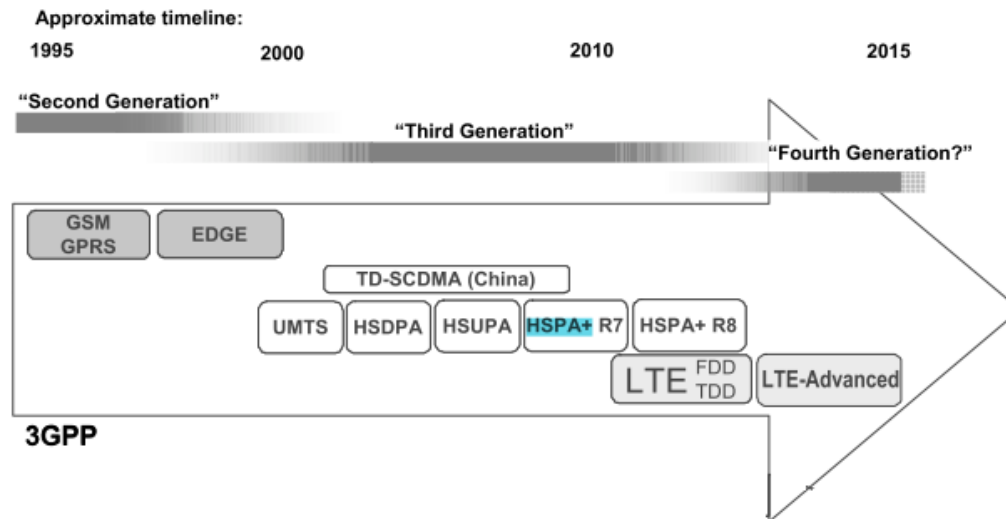 Approximate timeline:
1995 2000 2010 2015
“Second Generation”
“Third Generation”
“Fourth Generation?”
GSM
GPRS
EDGE
TD-SCDMA (China)
UMTS
HSDPA
HSUPA
HSPA+ R7
HSPA+ R8
LTE FDD
TDD
LTE-Advanced
3GPP